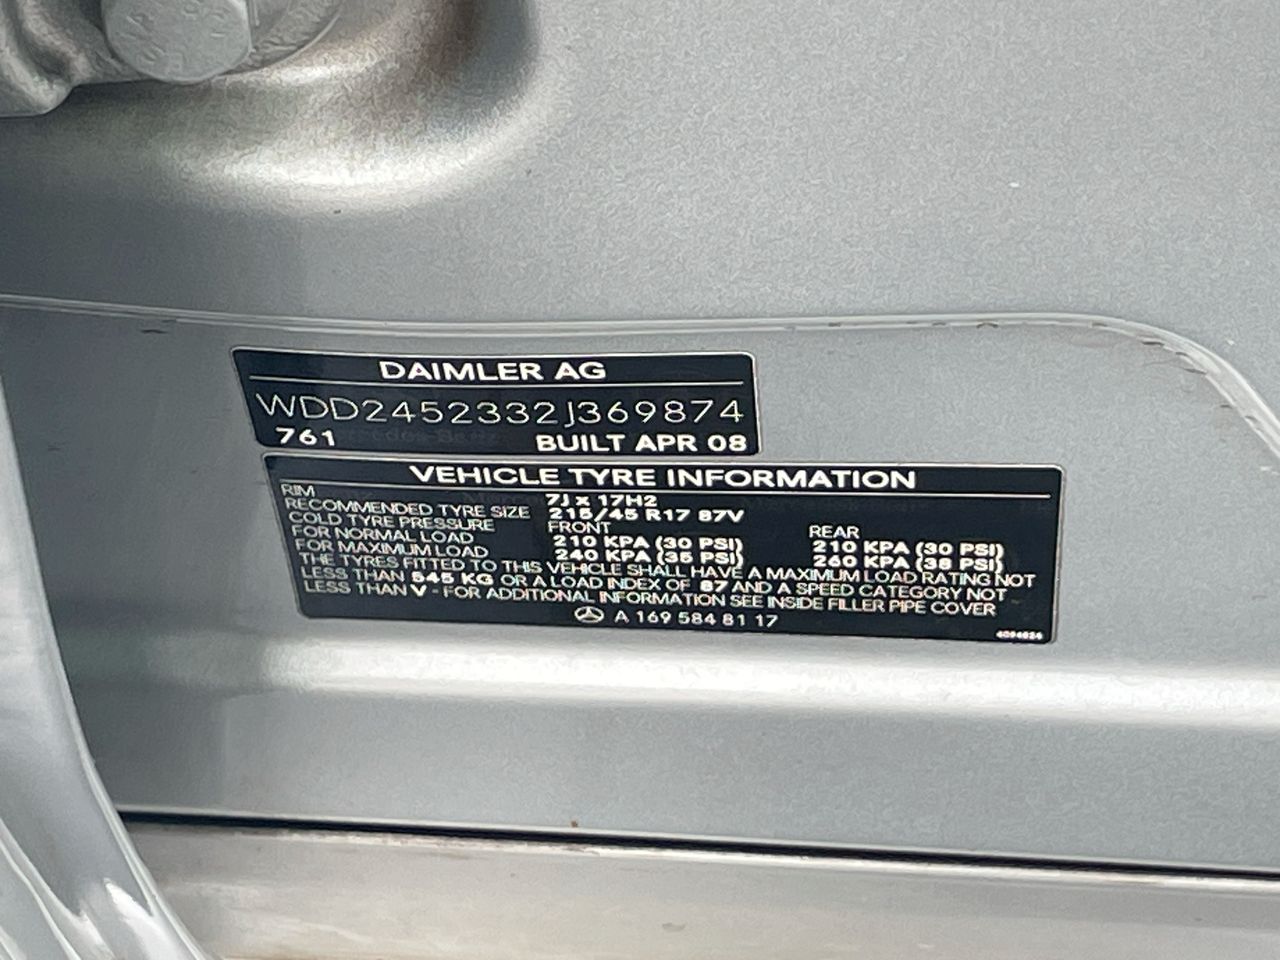 DAIMLER AG
WDD2452332J369874
761 BUILT APR 08
VEHICLE TYRE INFORMATION
RIM 7J x 17H2
RECOMMENDED TYRE SIZE 215/45 R17 87V
COLD TYRE PRESSURE FRONT REAR
FOR NORMAL LOAD 210 KPA (30 PSI) 210 KPA (30 PSI)
FOR MAXIMUM LOAD 240 KPA (35 PSI) 260 KPA (38 PSI)
THE TYRES FITTED TO THIS VEHICLE SHALL HAVE A MAXIMUM LOAD RATING NOT
LESS THAN 545 KG OR A LOAD INDEX OF 87 AND A SPEED CATEGORY NOT
LESS THAN V - FOR ADDITIONAL INFORMATION SEE INSIDE FILLER PIPE COVER
A 169 584 81 17